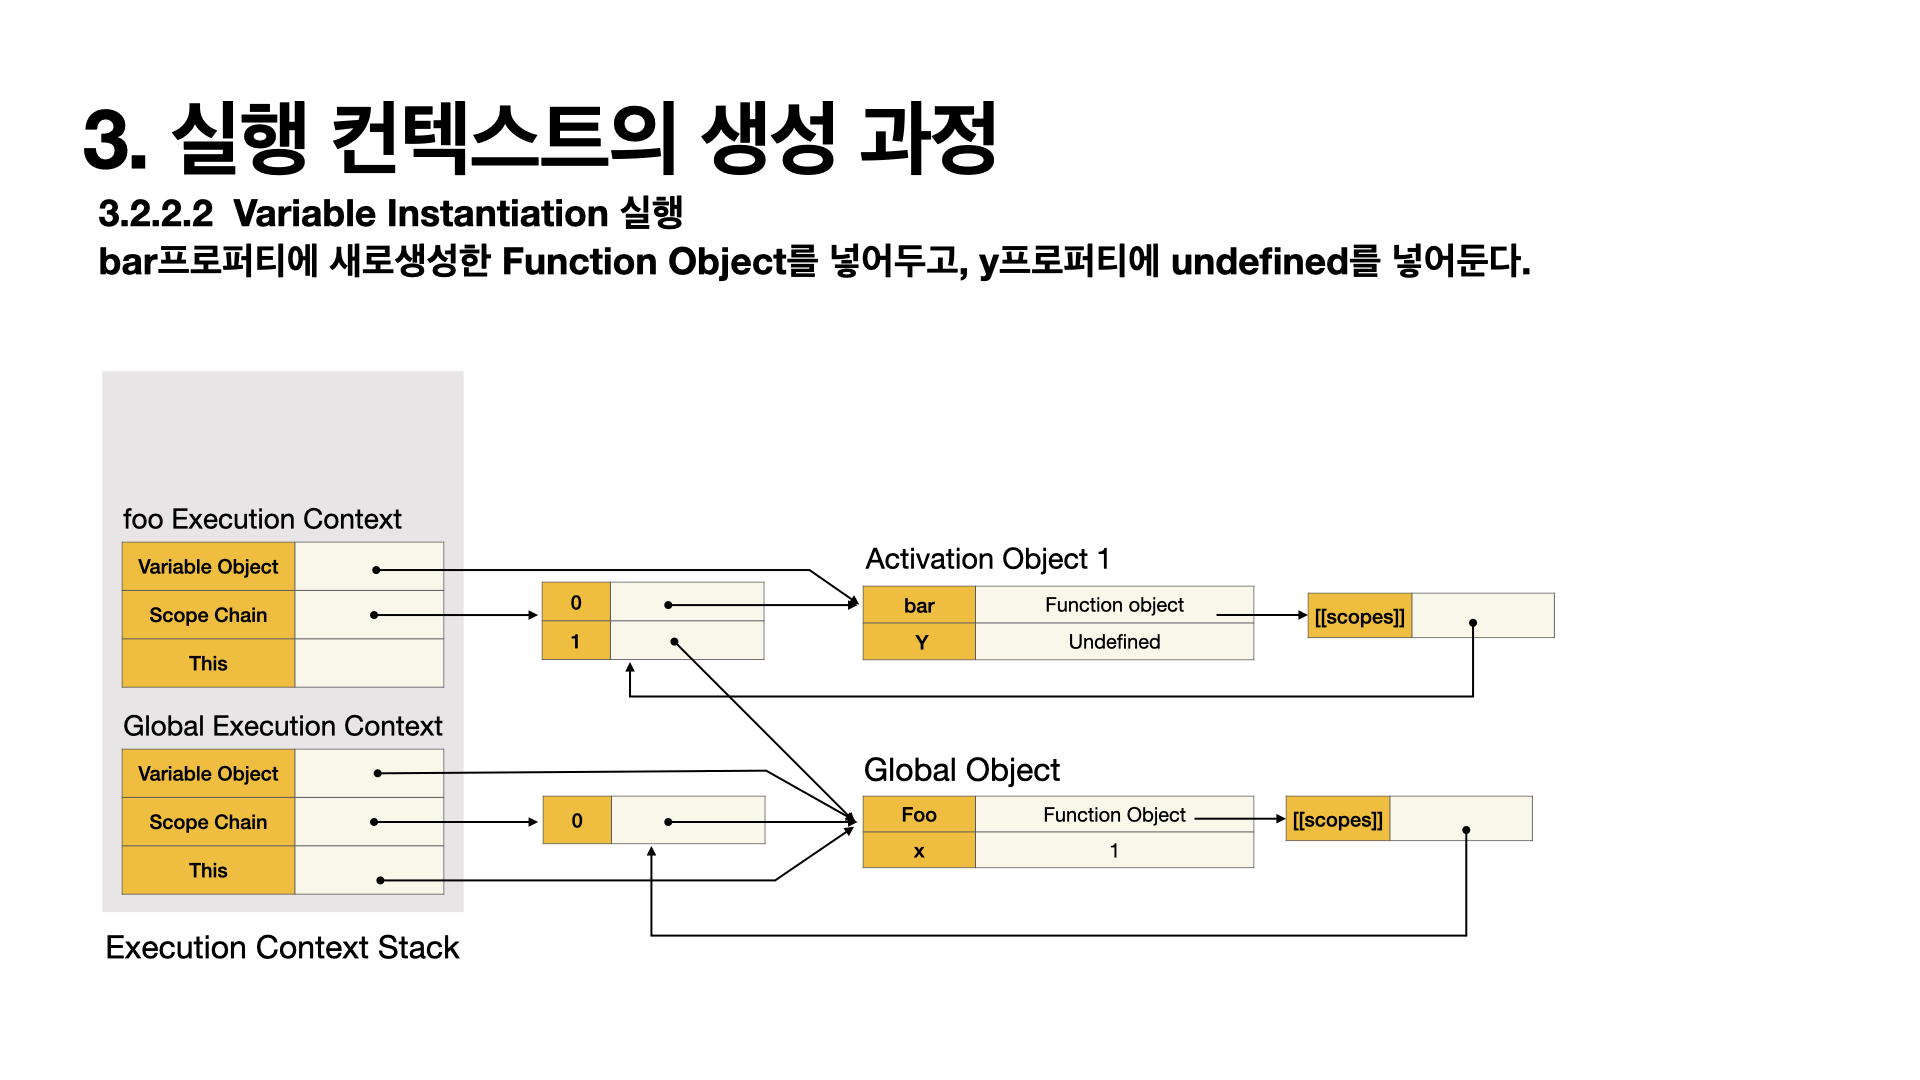 3. 실행 컨텍스트의 생성 과정
3.2.2.2 Variable Instantiation 실행
bar프로퍼티에 새로생성한 Function Object를 넣어두고, y프로퍼티에 undefined를 넣어둔다.
foo Execution Context
Variable Object
Scope Chain
This
0
1
Activation Object 1
bar Function object
Y Undefined
[[scopes]]
Global Execution Context
Variable Object
Scope Chain
This
0
Global Object
Foo Function Object
x 1
[[scopes]]
Execution Context Stack